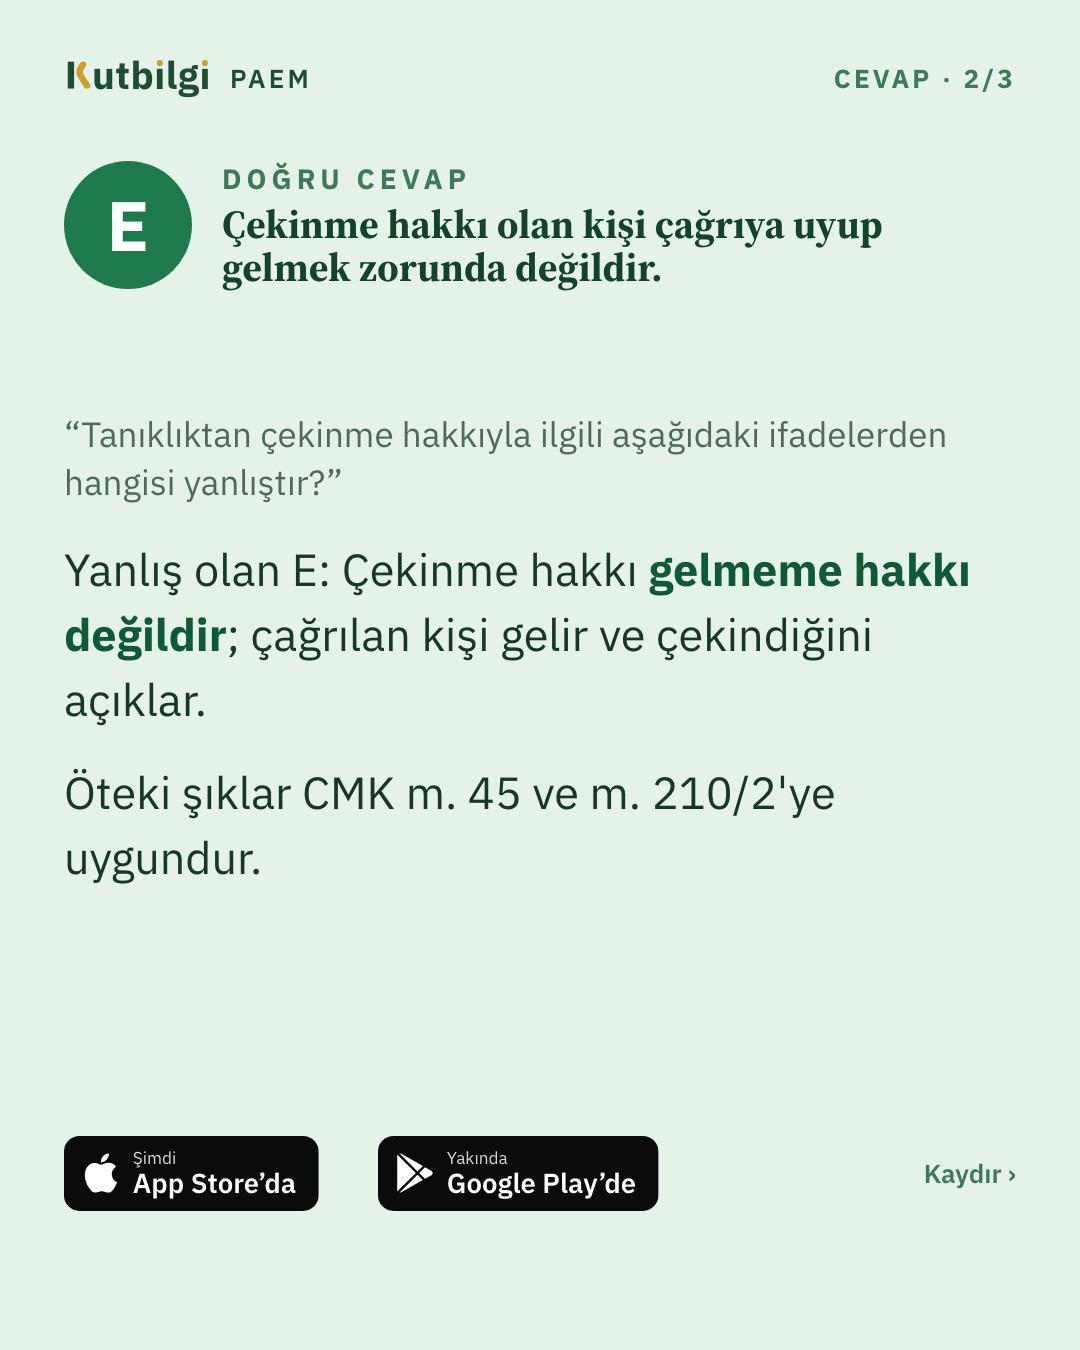 Kutbilgi PAEM
CEVAP · 2/3
E
DOĞRU CEVAP
Çekinme hakkı olan kişi çağrıya uyup
gelmek zorunda değildir.
“Tanıklıktan çekinme hakkıyla ilgili aşağıdaki ifadelerden
hangisi yanlıştır?”
Yanlış olan E: Çekinme hakkı gelmeme hakkı
değildir; çağrılan kişi gelir ve çekindiğini
açıklar.
Öteki şıklar CMK m. 45 ve m. 210/2'ye
uygundur.
Şimdi
App Store’da
Yakında
Google Play’de
Kaydır ›